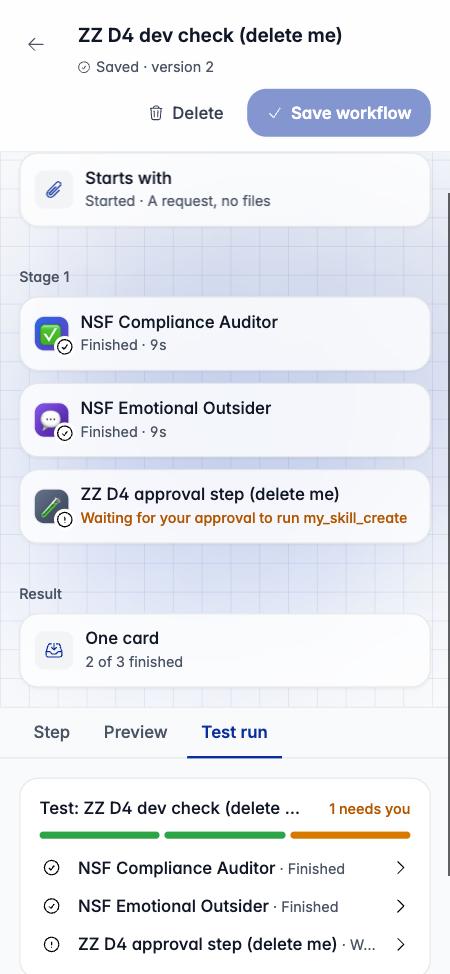 ZZ D4 dev check (delete me)
Saved · version 2
Delete
Save workflow
Starts with
Started · A request, no files
Stage 1
NSF Compliance Auditor
Finished · 9s
NSF Emotional Outsider
Finished · 9s
ZZ D4 approval step (delete me)
Waiting for your approval to run my_skill_create
Result
One card
2 of 3 finished
Step Preview Test run
Test: ZZ D4 dev check (delete ... 1 needs you
NSF Compliance Auditor · Finished
NSF Emotional Outsider · Finished
ZZ D4 approval step (delete me) · W...